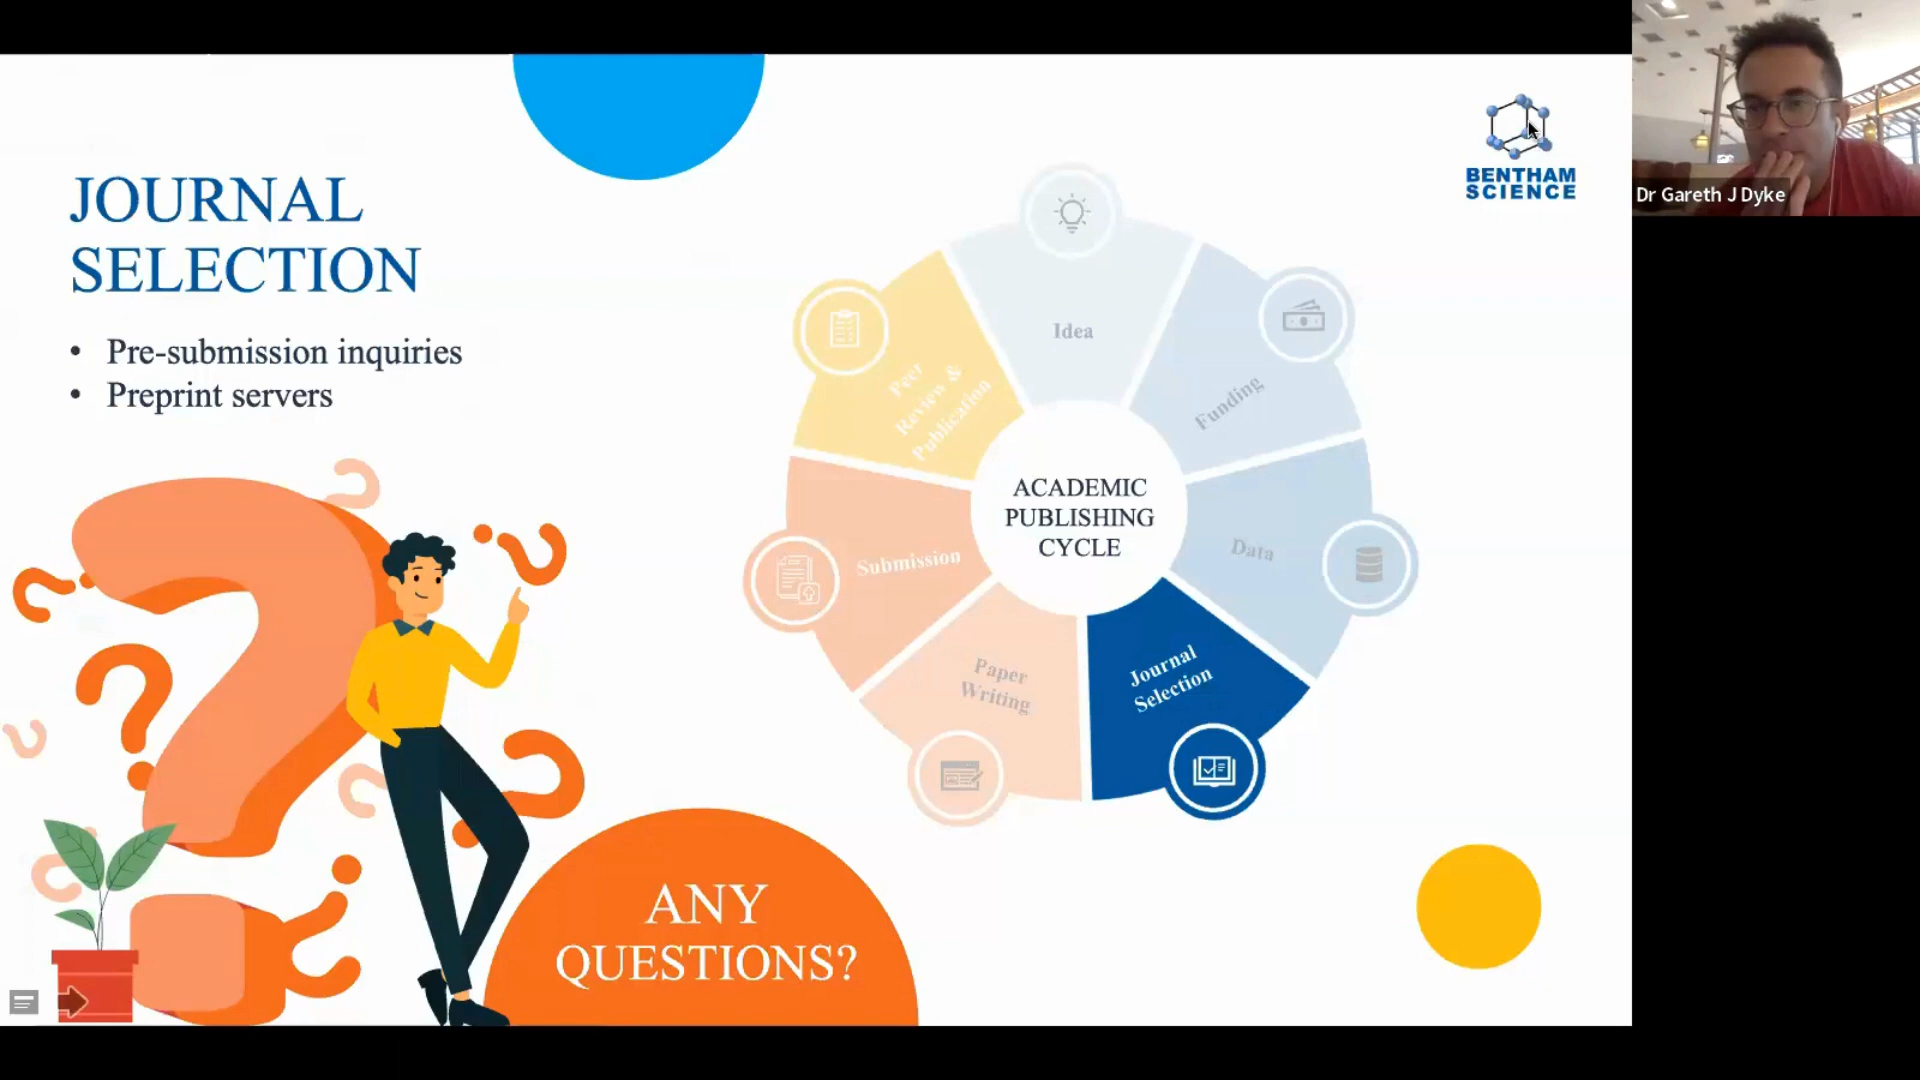 JOURNAL
SELECTION
• Pre-submission inquiries
• Preprint servers
BENTHAM
SCIENCE
Dr Gareth J Dyke
Idea
Funding
Data
Journal
Selection
Paper
Writing
Submission
Peer
Review &
Publication
ACADEMIC
PUBLISHING
CYCLE
ANY
QUESTIONS?